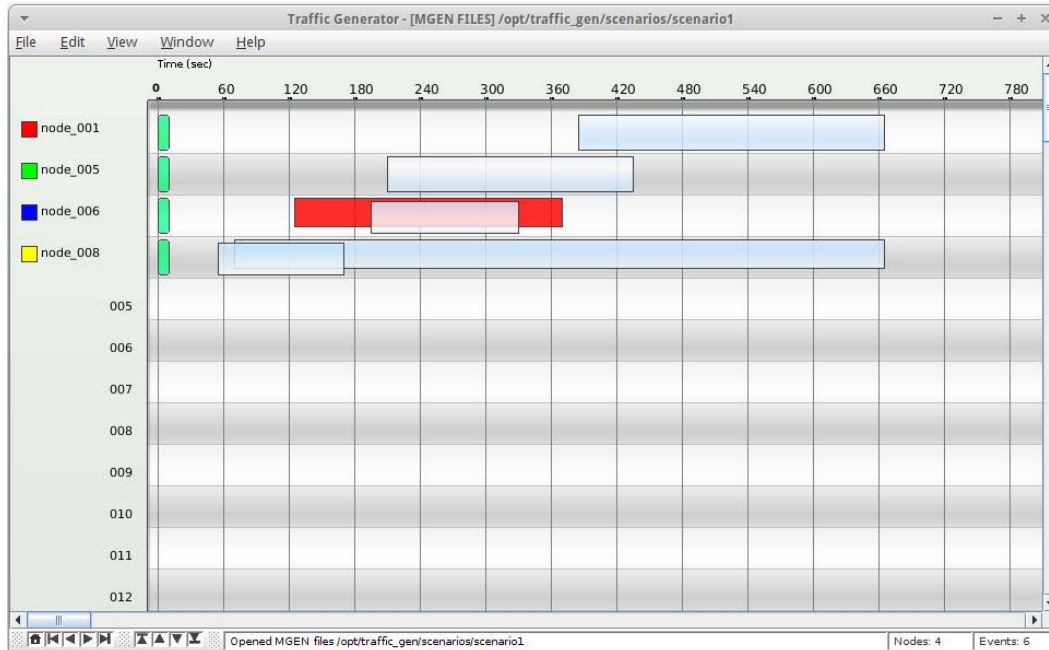 Traffic Generator - [MGEN FILES] /opt/traffic_gen/scenarios/scenario1
File Edit View Window Help
Time (sec)
0 60 120 180 240 300 360 420 480 540 600 660 720 780
node_001
node_005
node_006
node_008
005
006
007
008
009
010
011
012
Opened MGEN files /opt/traffic_gen/scenarios/scenario1 Nodes: 4 Events: 6